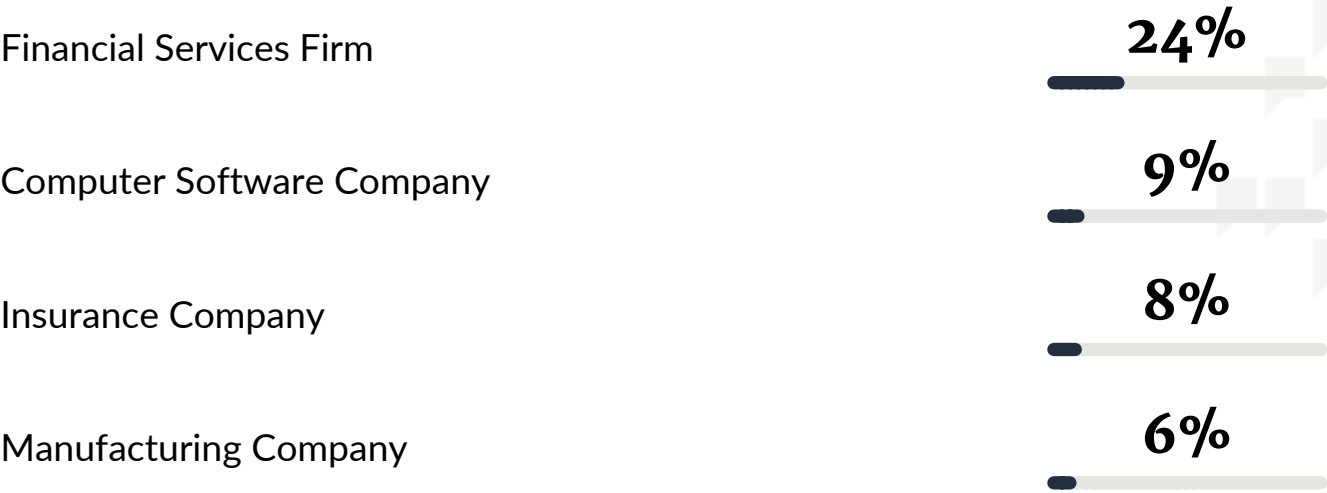 Financial Services Firm
24%
Computer Software Company
9%
Insurance Company
8%
Manufacturing Company
6%